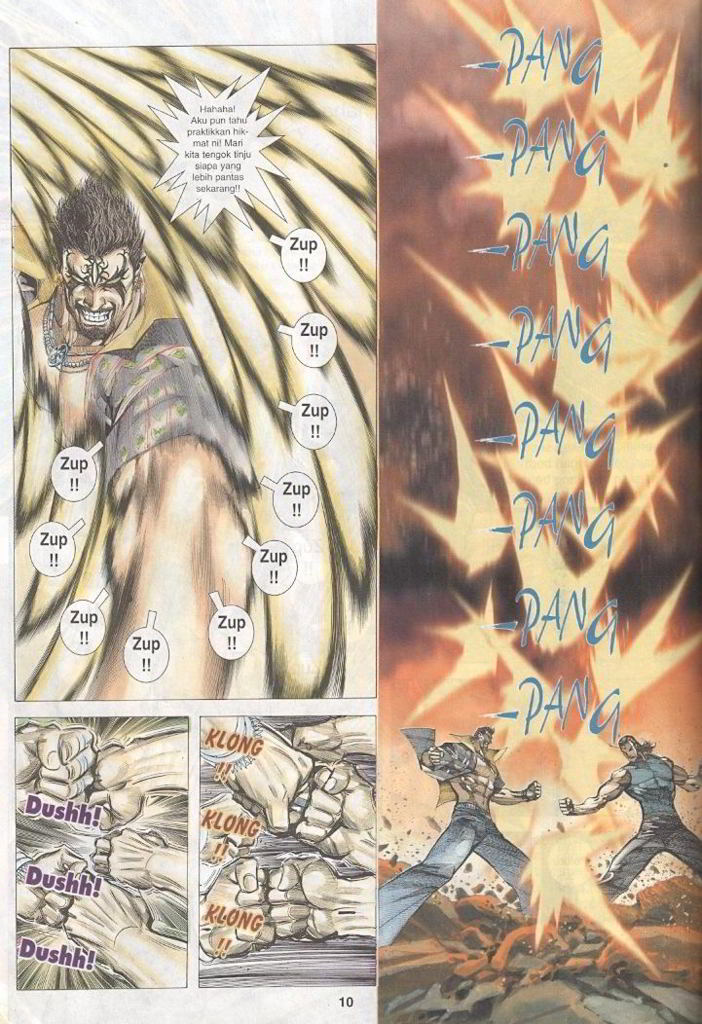 Hahaha!
Aku pun tahu
praktikkan hik-
mat ni! Mari
kita tengok tinju
siapa yang
lebih pantas
sekarang!!
Zup
!!
Zup
!!
Zup
!!
Zup
!!
Zup
!!
Zup
!!
Zup
!!
Zup
!!
Zup
!!
Zup
!!
Dushh!
Dushh!
Dushh!
KLONG
!!
KLONG
!!
KLONG
!!
10
-PANG
-PANG
-PANG
-PANG
-PANG
-PANG
-PANG
-PANG